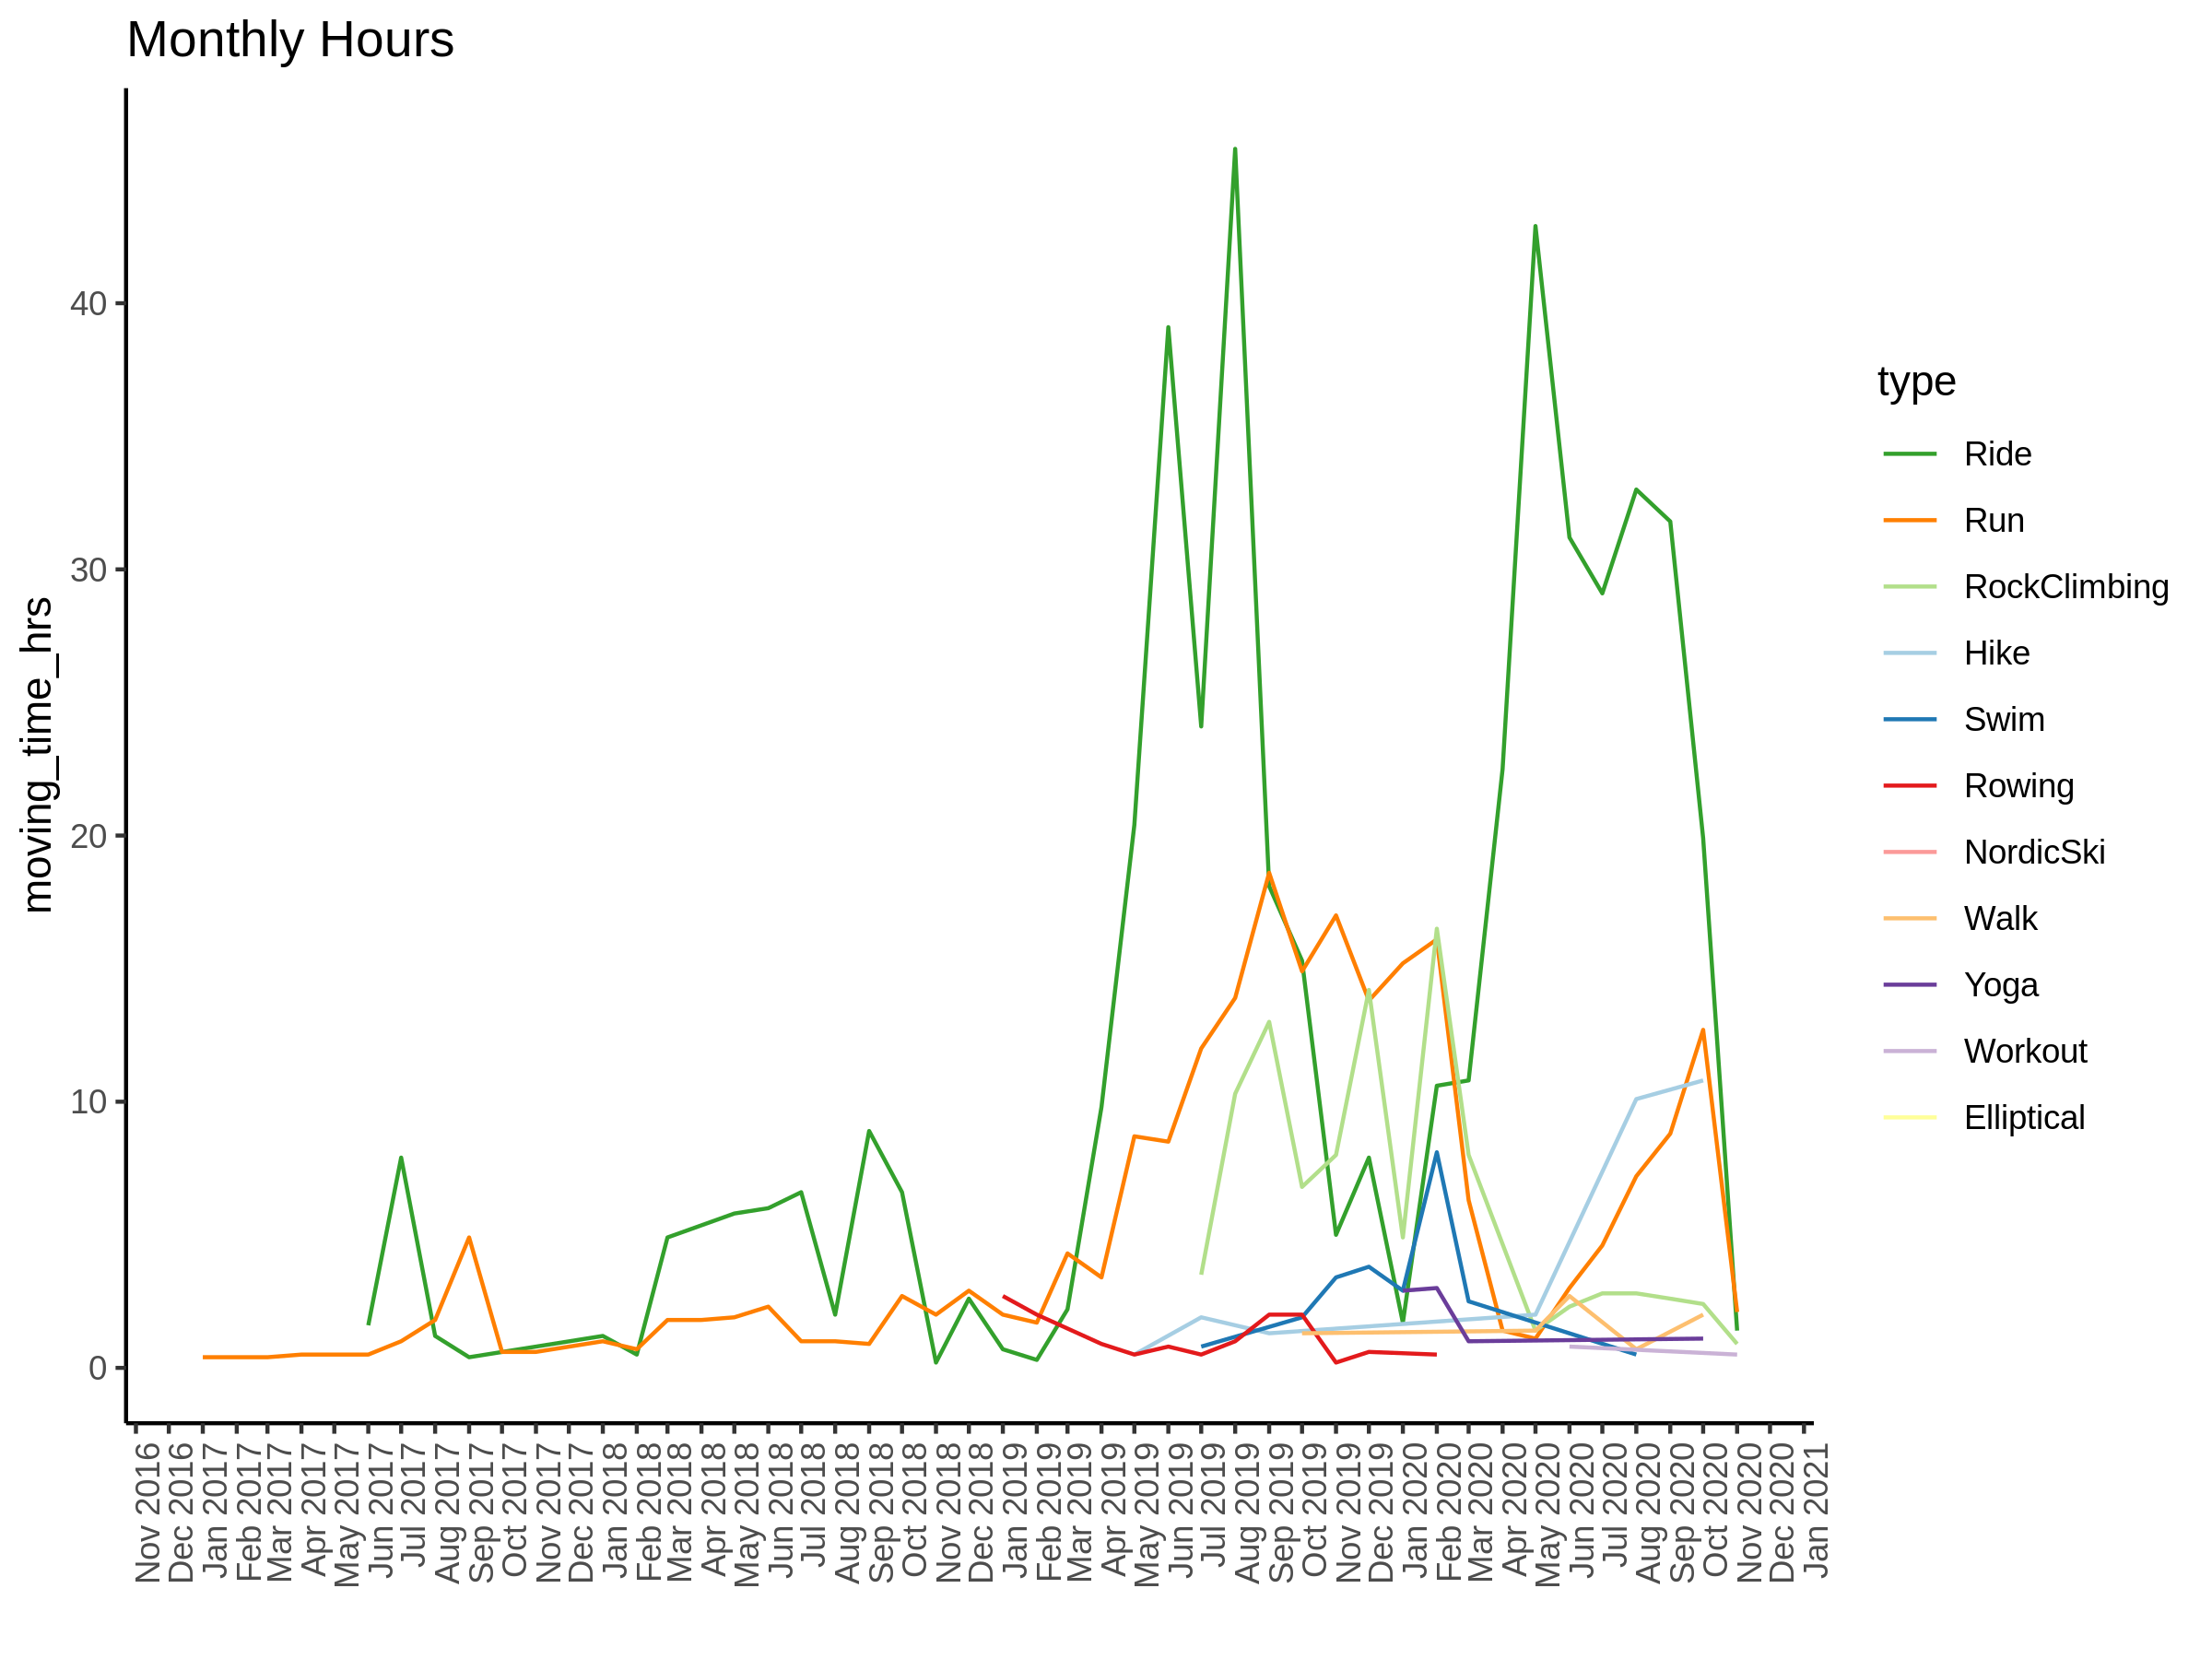 Monthly Hours
moving_time_hrs
40
30
20
10
0
Nov 2016
Dec 2016
Jan 2017
Feb 2017
Mar 2017
Apr 2017
May 2017
Jun 2017
Jul 2017
Aug 2017
Sep 2017
Oct 2017
Nov 2017
Dec 2017
Jan 2018
Feb 2018
Mar 2018
Apr 2018
May 2018
Jun 2018
Jul 2018
Aug 2018
Sep 2018
Oct 2018
Nov 2018
Dec 2018
Jan 2019
Feb 2019
Mar 2019
Apr 2019
May 2019
Jun 2019
Jul 2019
Aug 2019
Sep 2019
Oct 2019
Nov 2019
Dec 2019
Jan 2020
Feb 2020
Mar 2020
Apr 2020
May 2020
Jun 2020
Jul 2020
Aug 2020
Sep 2020
Oct 2020
Nov 2020
Dec 2020
Jan 2021
type
Ride
Run
RockClimbing
Hike
Swim
Rowing
NordicSki
Walk
Yoga
Workout
Elliptical